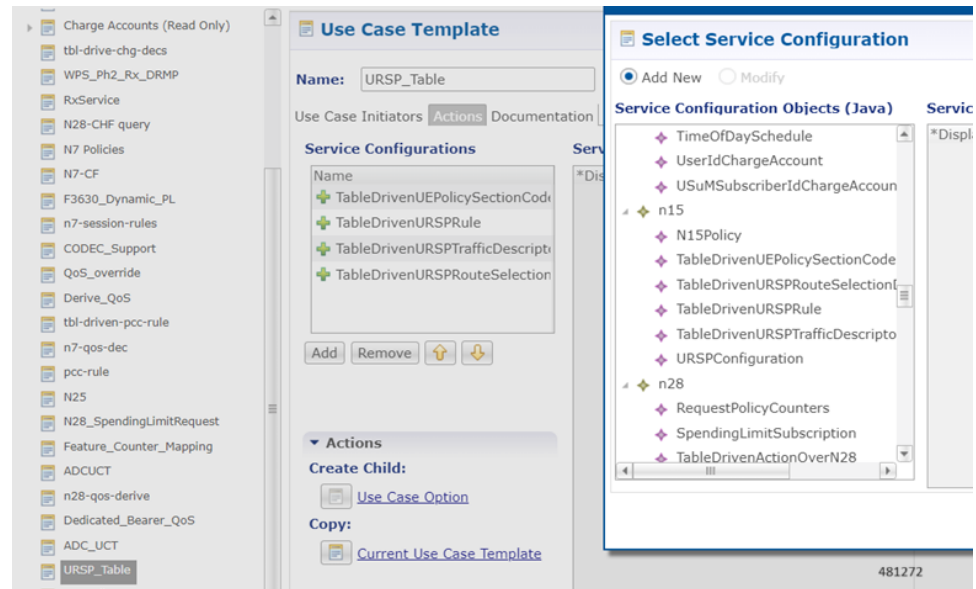 Charge Accounts (Read Only)
tbl-drive-chg-decs
WPS_Ph2_Rx_DRMP
RxService
N28-CHF query
N7 Policies
N7-CF
F3630_Dynamic_PL
n7-session-rules
CODEC_Support
QoS_override
Derive_QoS
tbl-driven-pcc-rule
n7-qos-dec
pcc-rule
N25
N28_SpendingLimitRequest
Feature_Counter_Mapping
ADCUCT
n28-qos-derive
Dedicated_Bearer_QoS
ADC_UCT
URSP_Table
Use Case Template
Name: URSP_Table
Use Case Initiators Actions Documentation
Service Configurations Serv
Name *Dis
TableDrivenUEPolicySectionCode
TableDrivenURSPRule
TableDrivenURSPTrafficDescript
TableDrivenURSPRouteSelection
Add Remove
Actions
Create Child:
Use Case Option
Copy:
Current Use Case Template
Select Service Configuration
Add New Modify
Service Configuration Objects (Java) Servic
*Displ
TimeOfDaySchedule
UserIdChargeAccount
USuMSubscriberIdChargeAccoun
n15
N15Policy
TableDrivenUEPolicySectionCode
TableDrivenURSPRouteSelection
TableDrivenURSPRule
TableDrivenURSPTrafficDescripto
URSPConfiguration
n28
RequestPolicyCounters
SpendingLimitSubscription
TableDrivenActionOverN28
481272